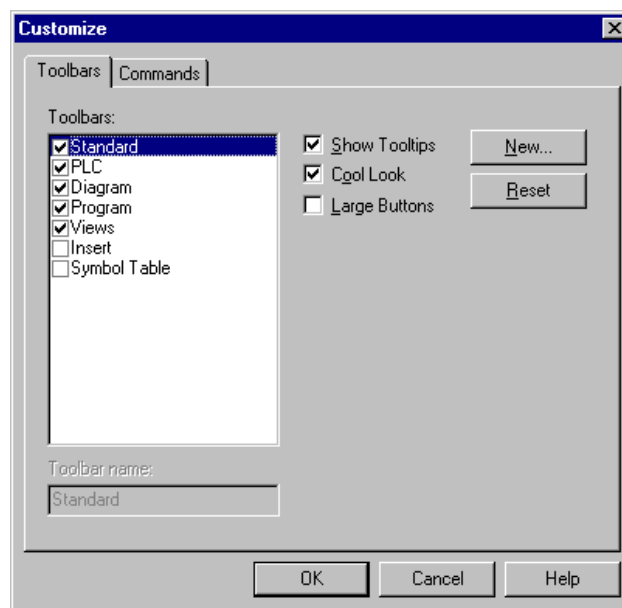 Customize
Toolbars Commands
Toolbars:
Standard
PLC
Diagram
Program
Views
Insert
Symbol Table
Show Tooltips
Cool Look
Large Buttons
New...
Reset
Toolbar name:
Standard
OK Cancel Help